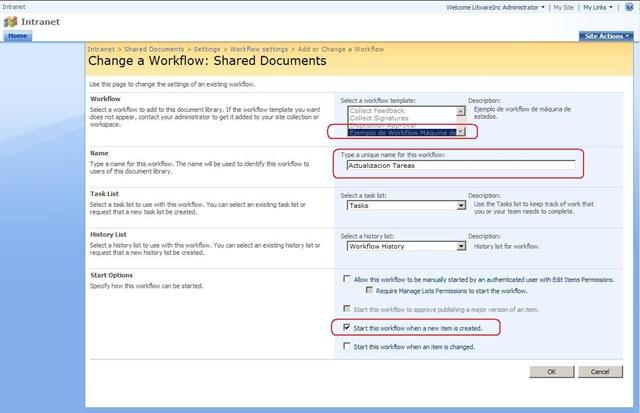 Intranet
Welcome LitwareInc Administrator
My Site
My Links
Intranet
Home
Site Actions
Intranet > Shared Documents > Settings > Workflow settings > Add or Change a Workflow
Change a Workflow: Shared Documents
Use this page to change the settings of an existing workflow.
Workflow
Select a workflow to add to this document library. If the workflow template you want
does not appear, contact your administrator to get it added to your site collection or
workspace.
Select a workflow template:
Collect Feedback
Collect Signatures
Disposition Approval
Ejemplo de Workflow Máquina de
Description:
Ejemplo de workflow de máquina de
estados.
Name
Type a name for this workflow. The name will be used to identify this workflow to
users of this document library.
Type a unique name for this workflow:
Actualizacion Tareas
Task List
Select a task list to use with this workflow. You can select an existing task list or
request that a new task list be created.
Select a task list:
Tasks
Description:
Use the Tasks list to keep track of work that
you or your team needs to complete.
History List
Select a history list to use with this workflow. You can select an existing history list or
request that a new history list be created.
Select a history list:
Workflow History
Description:
History list for workflow.
Start Options
Specify how this workflow can be started.
Allow this workflow to be manually started by an authenticated user with Edit Items Permissions.
Require Manage Lists Permissions to start the workflow.
Start this workflow to approve publishing a major version of an item.
Start this workflow when a new item is created.
Start this workflow when an item is changed.
OK
Cancel